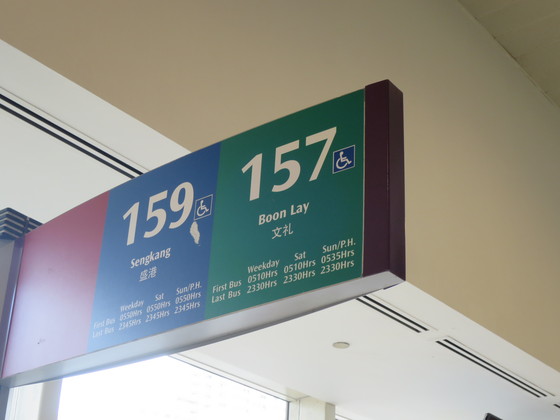 159
Sengkang
盛港
Weekday Sat Sun/P.H.
First Bus 0550Hrs 0550Hrs 0550Hrs
Last Bus 2345Hrs 2345Hrs 2345Hrs
157
Boon Lay
文礼
Weekday Sat Sun/P.H.
First Bus 0510Hrs 0510Hrs 0535Hrs
Last Bus 2330Hrs 2330Hrs 2330Hrs